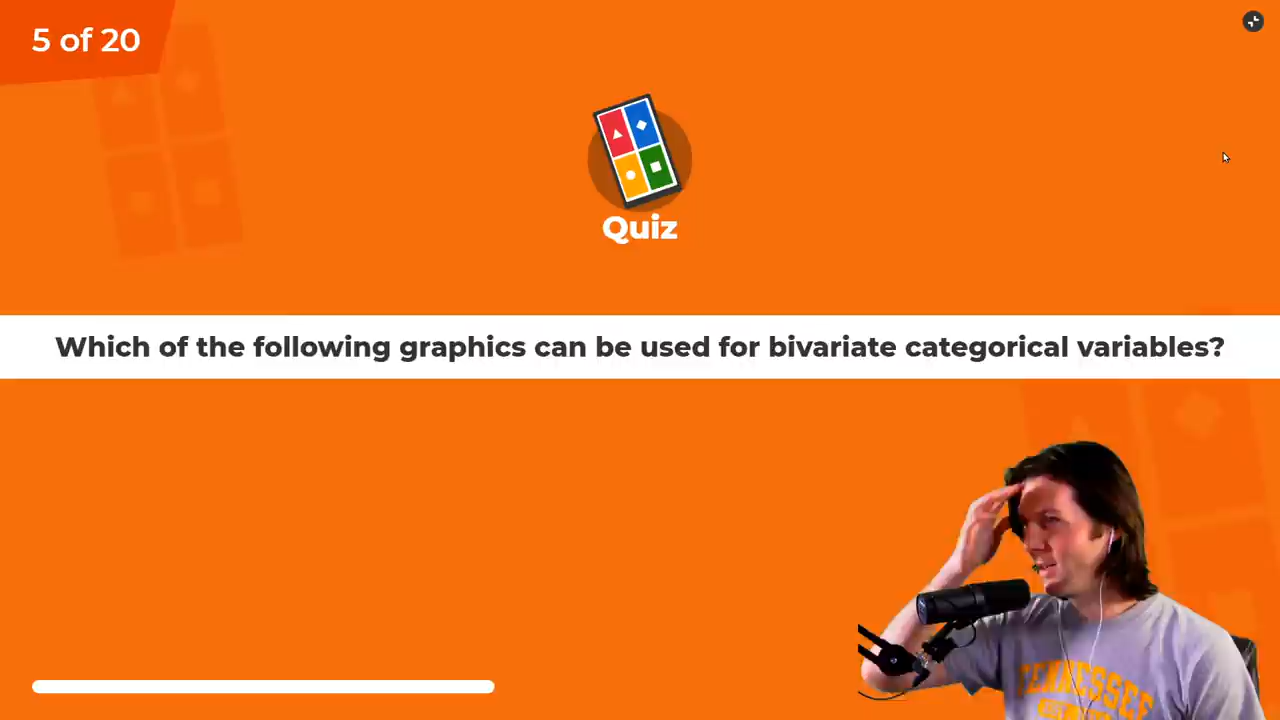 5 of 20
Quiz
Which of the following graphics can be used for bivariate categorical variables?
TENNESSEE